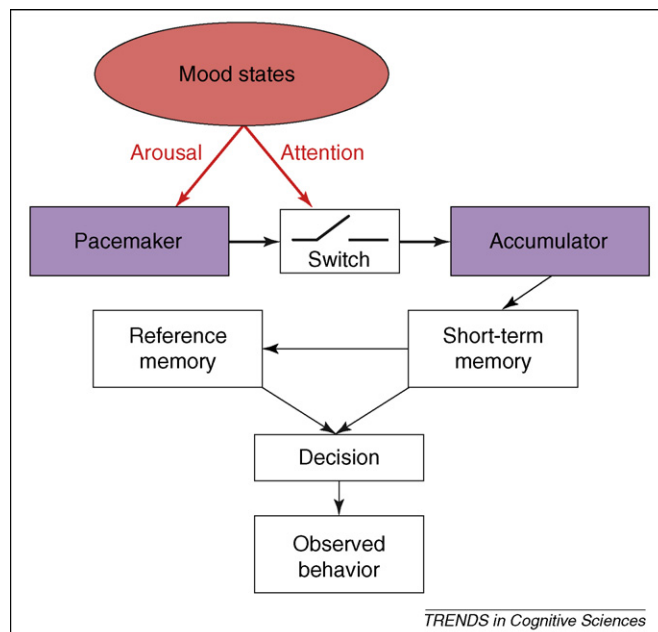 Mood states
Arousal
Attention
Pacemaker
Switch
Accumulator
Reference
memory
Short-term
memory
Decision
Observed
behavior
TRENDS in Cognitive Sciences